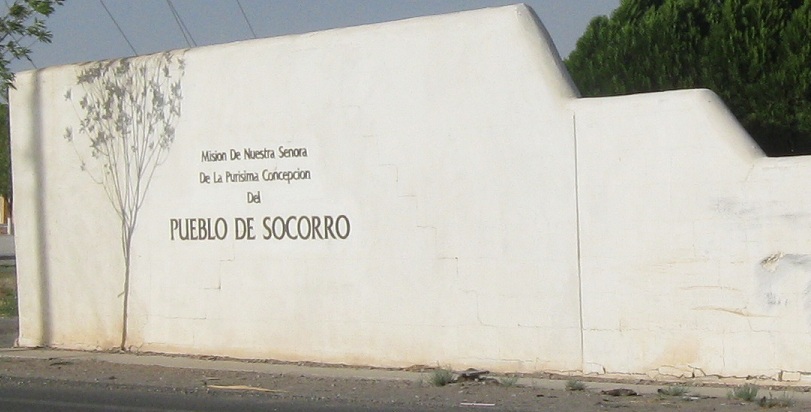 Mision De Nuestra Senora
De La Purisima Concepcion
Del
PUEBLO DE SOCORRO